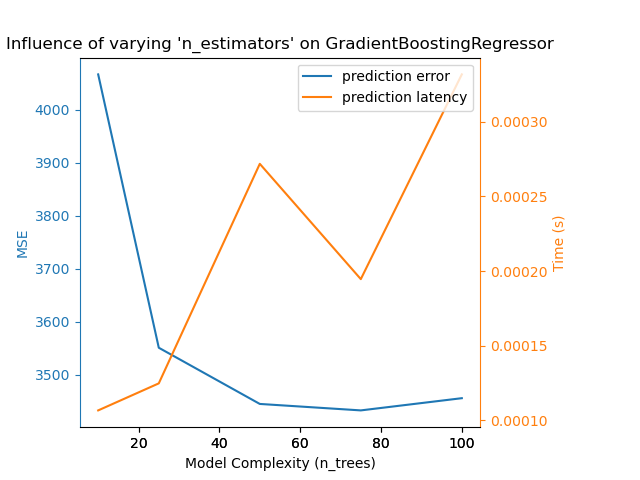 Influence of varying 'n_estimators' on GradientBoostingRegressor
prediction error
prediction latency
4000
3900
3800
3700
3600
3500
MSE
0.00030
0.00025
0.00020
0.00015
0.00010
Time (s)
20 40 60 80 100
Model Complexity (n_trees)